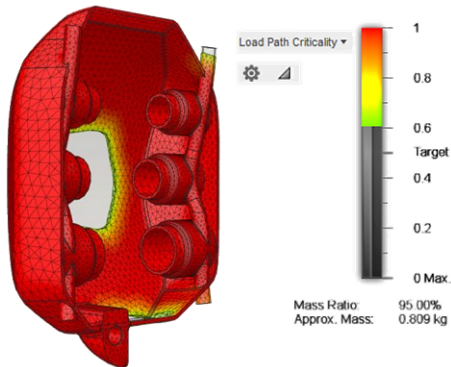 Load Path Criticality
1
0.8
0.6
Target
0.4
0.2
0 Max.
Mass Ratio: 95.00%
Approx. Mass: 0.809 kg